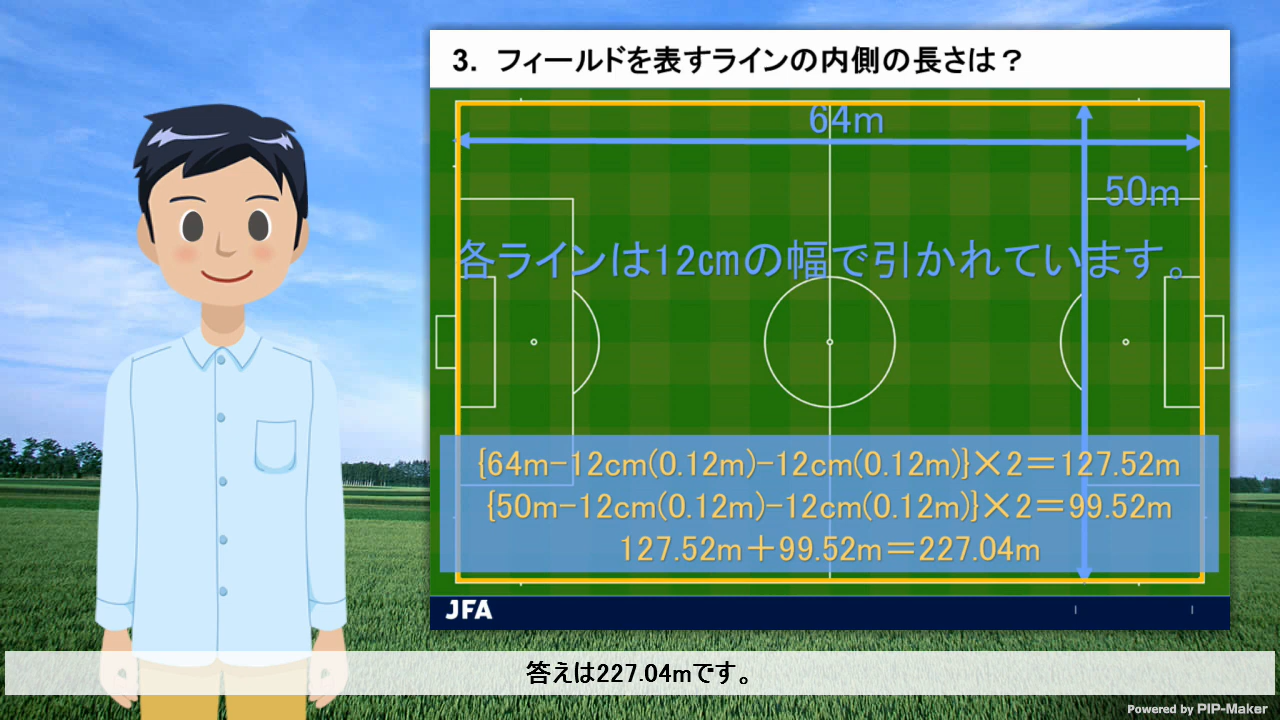 3. フィールドを表すラインの内側の長さは？
64m
50m
各ラインは12㎝の幅で引かれています。
{64m-12cm(0.12m)-12cm(0.12m)}×2＝127.52m
{50m-12cm(0.12m)-12cm(0.12m)}×2＝99.52m
127.52m＋99.52m＝227.04m
JFA
答えは227.04mです。
Powered by PIP-Maker